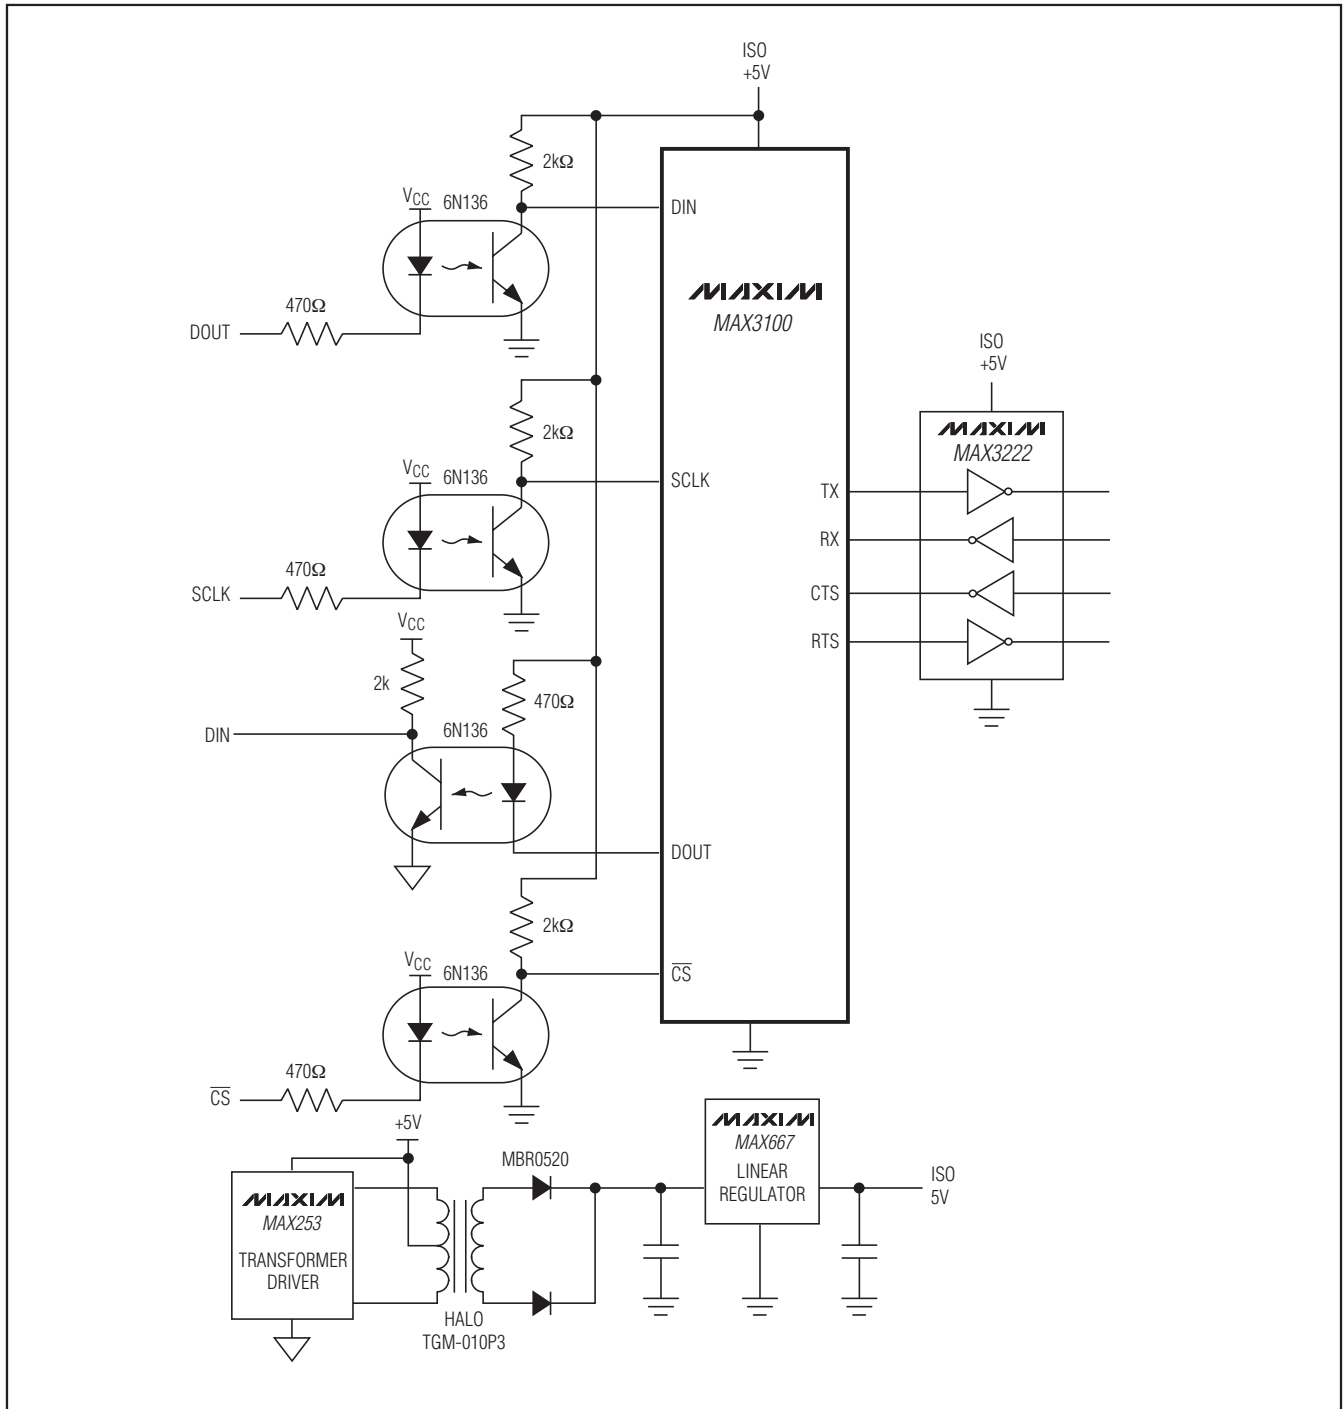 ISO
+5V
2kΩ
VCC
6N136
DIN
MAXIM
MAX3100
470Ω
DOUT
ISO
+5V
2kΩ
MAXIM
MAX3222
VCC
6N136
SCLK
TX
RX
470Ω
SCLK
CTS
VCC
RTS
2k
470Ω
DIN
6N136
DOUT
2kΩ
VCC
6N136
CS
470Ω
CS
+5V
MAXIM
MAX667
LINEAR
REGULATOR
MBR0520
ISO
5V
MAXIM
MAX253
TRANSFORMER
DRIVER
HALO
TGM-010P3